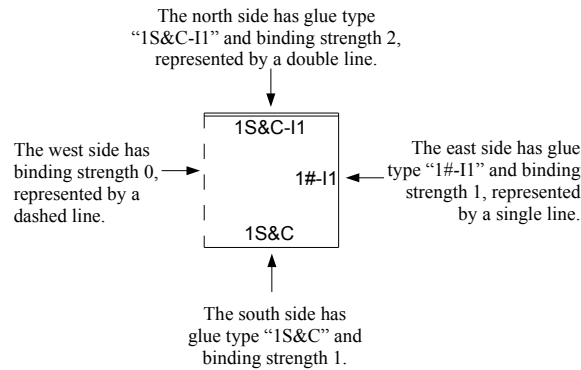 The north side has glue type
“1S&C-I1” and binding strength 2,
represented by a double line.
1S&C-I1
The west side has
binding strength 0,
represented by a
dashed line.
1#-I1
The east side has glue
type “1#-I1” and binding
strength 1, represented
by a single line.
1S&C
The south side has
glue type “1S&C” and
binding strength 1.